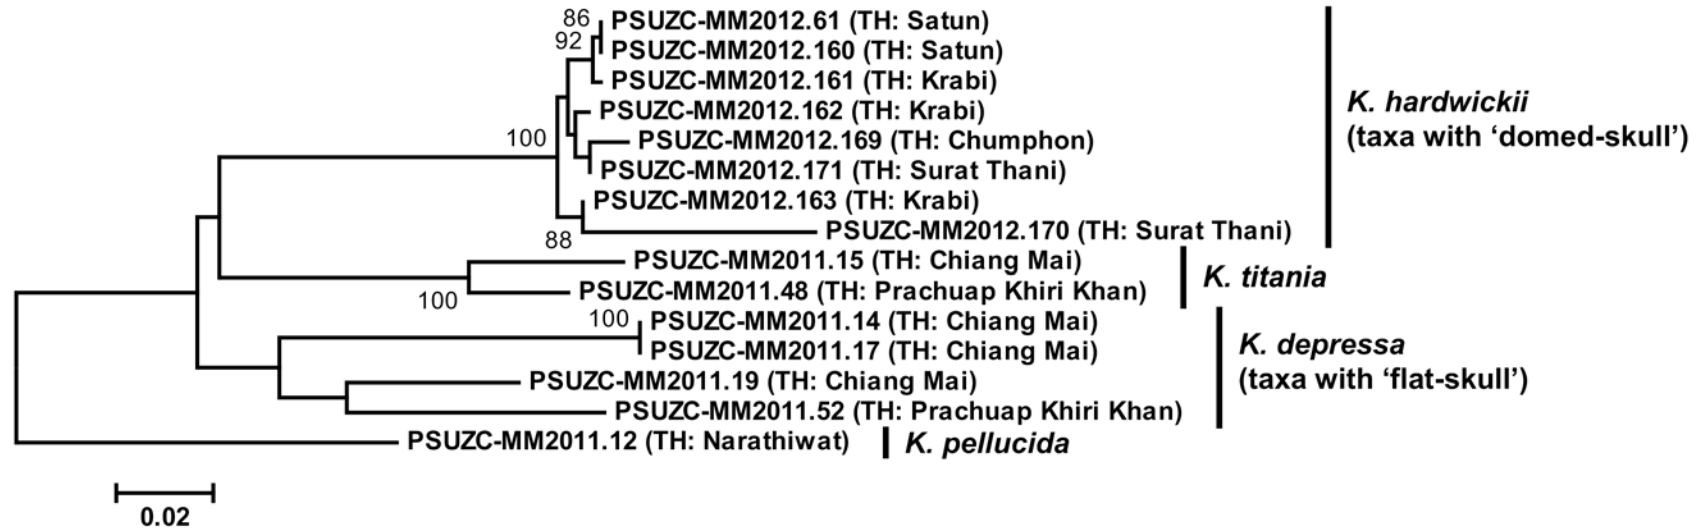 86
PSUZC-MM2012.61 (TH: Satun)
92
PSUZC-MM2012.160 (TH: Satun)
PSUZC-MM2012.161 (TH: Krabi)
PSUZC-MM2012.162 (TH: Krabi)
100
PSUZC-MM2012.169 (TH: Chumphon)
PSUZC-MM2012.171 (TH: Surat Thani)
PSUZC-MM2012.163 (TH: Krabi)
PSUZC-MM2012.170 (TH: Surat Thani)
88
K. hardwickii
(taxa with ‘domed-skull’)
PSUZC-MM2011.15 (TH: Chiang Mai)
PSUZC-MM2011.48 (TH: Prachuap Khiri Khan)
100
K. titania
100
PSUZC-MM2011.14 (TH: Chiang Mai)
PSUZC-MM2011.17 (TH: Chiang Mai)
PSUZC-MM2011.19 (TH: Chiang Mai)
PSUZC-MM2011.52 (TH: Prachuap Khiri Khan)
K. depressa
(taxa with ‘flat-skull’)
PSUZC-MM2011.12 (TH: Narathiwat)
K. pellucida
0.02